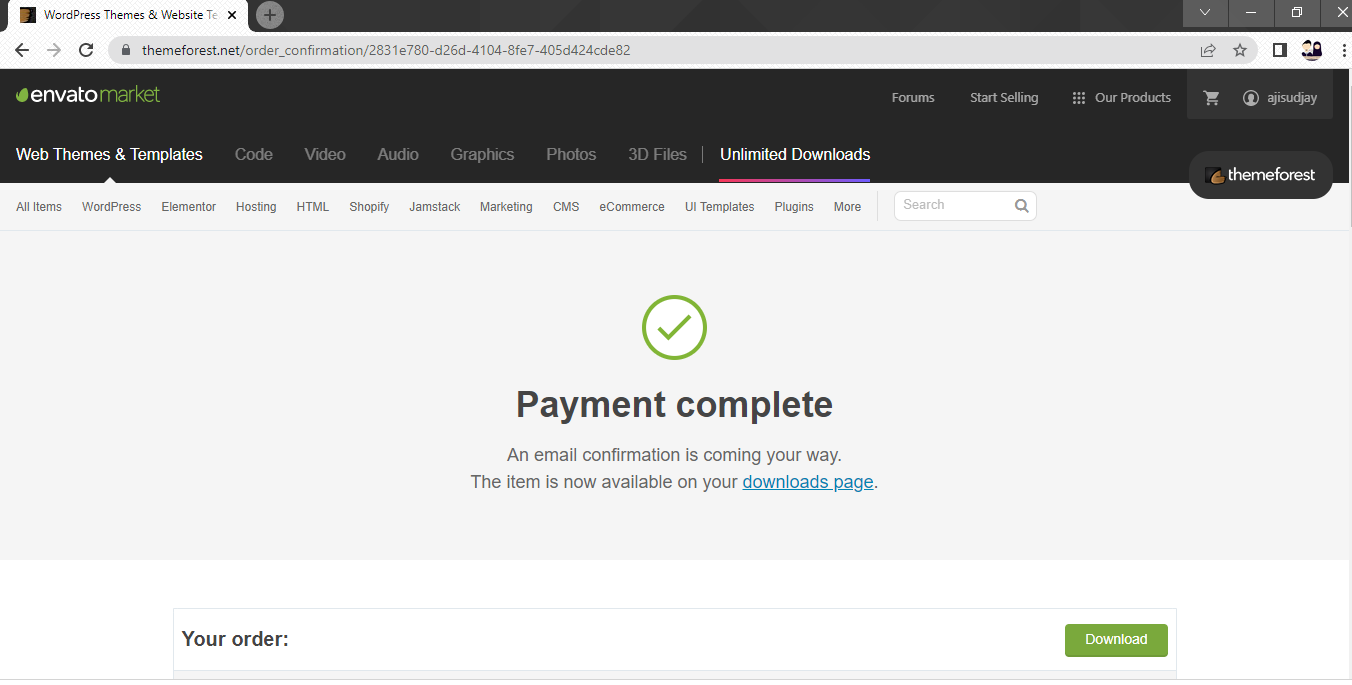 WordPress Themes & Website Te
themeforest.net/order_confirmation/2831e780-d26d-4104-8fe7-405d424cde82
envato market
Forums Start Selling Our Products ajisudjay
Web Themes & Templates Code Video Audio Graphics Photos 3D Files Unlimited Downloads
themeforest
All Items WordPress Elementor Hosting HTML Shopify Jamstack Marketing CMS eCommerce UI Templates Plugins More Search
Payment complete
An email confirmation is coming your way.
The item is now available on your downloads page.
Your order: Download